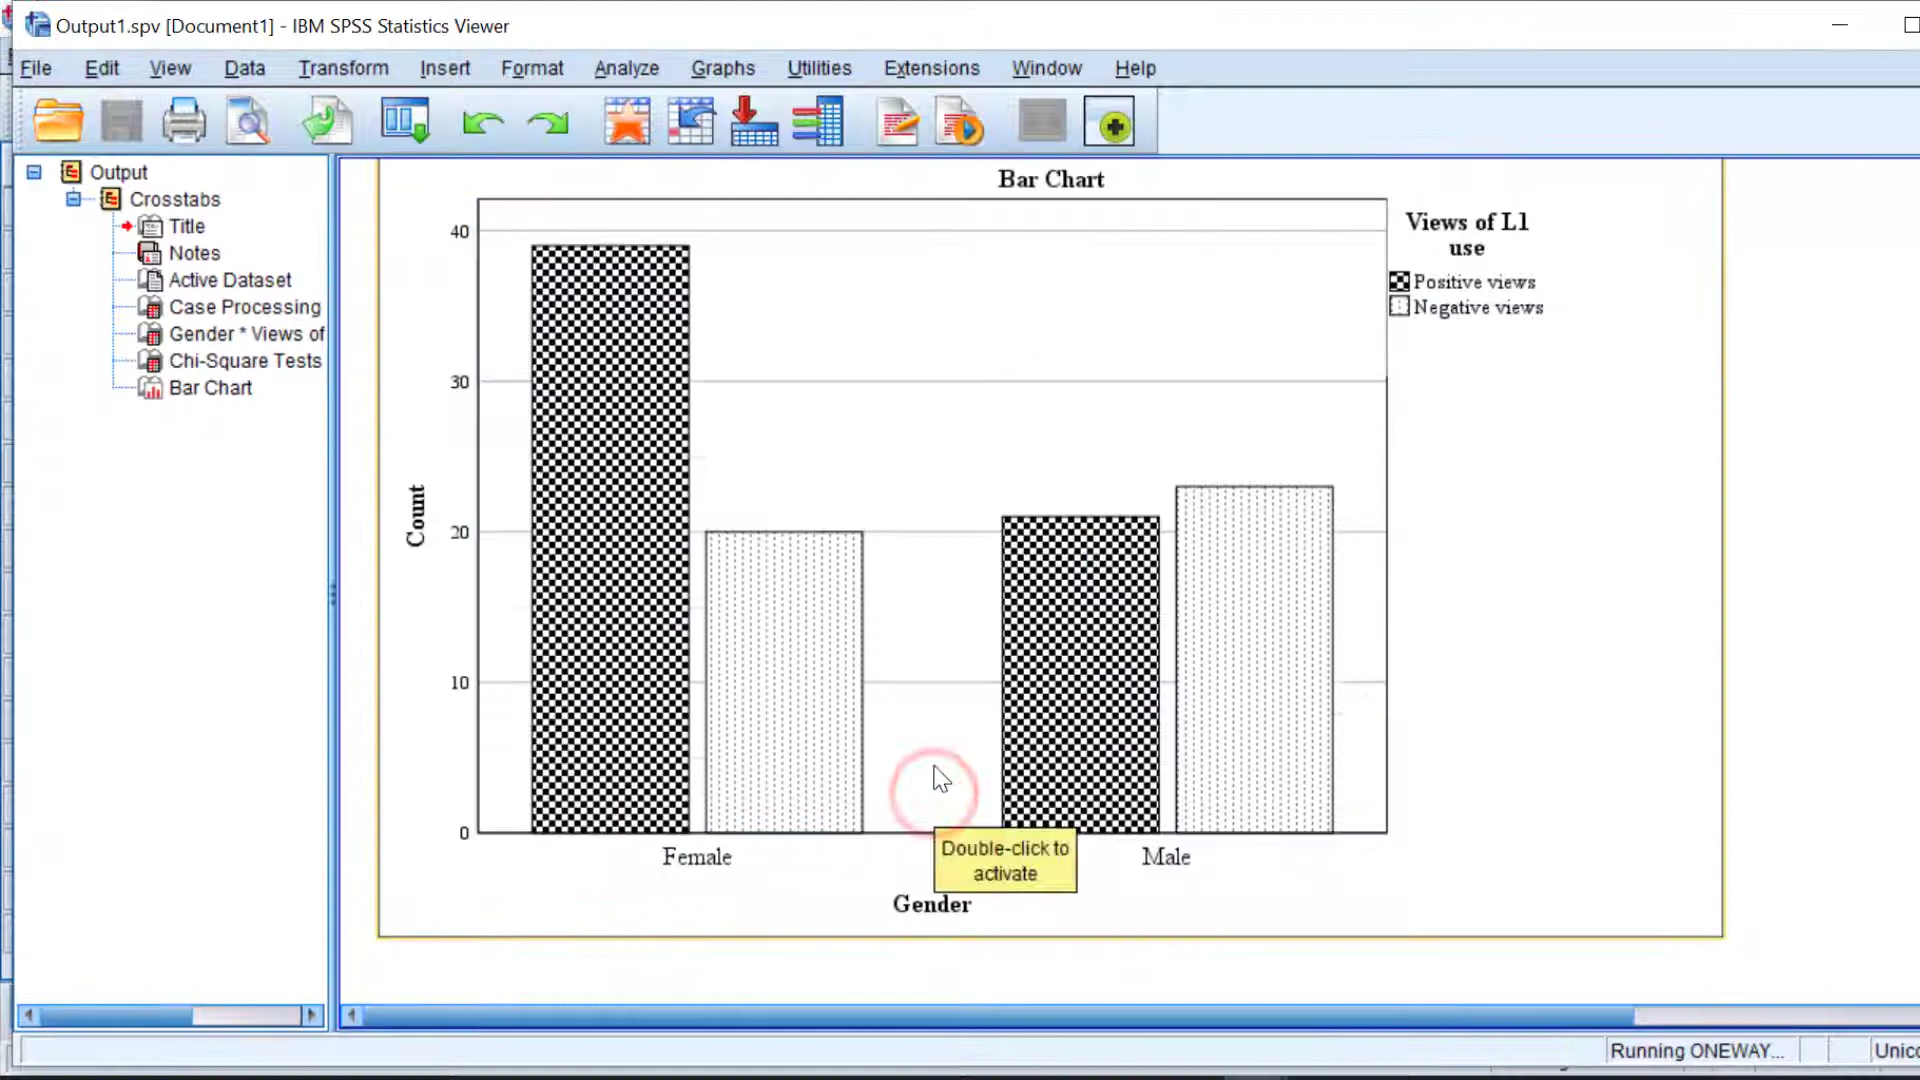 Output1.spv [Document1] - IBM SPSS Statistics Viewer
File Edit View Data Transform Insert Format Analyze Graphs Utilities Extensions Window Help
Output
Crosstabs
Title
Notes
Active Dataset
Case Processing
Gender * Views of
Chi-Square Tests
Bar Chart
Bar Chart
Views of L1
use
Positive views
Negative views
Count
40
30
20
10
0
Female
Male
Double-click to
activate
Gender
Running ONEWAY...
Unico